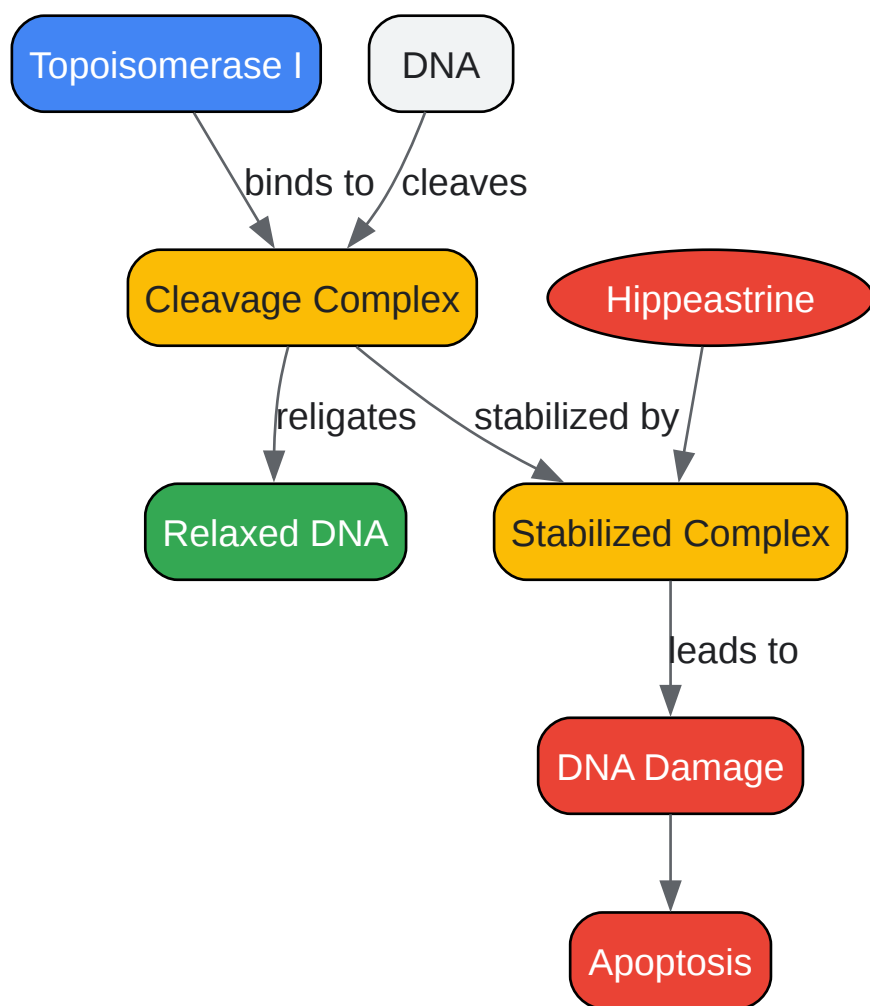 Topoisomerase I
DNA
binds to
cleaves
Cleavage Complex
Hippeastrine
religates
stabilized by
Relaxed DNA
Stabilized Complex
leads to
DNA Damage
Apoptosis